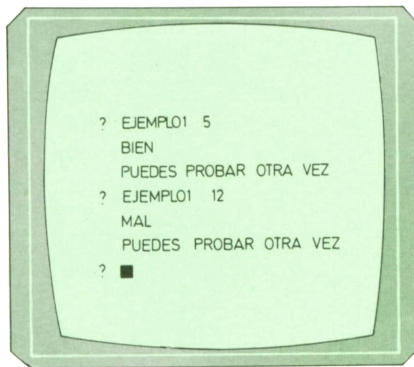 ? EJEMPLO1 5
BIEN
PUEDES PROBAR OTRA VEZ
? EJEMPLO1 12
MAL
PUEDES PROBAR OTRA VEZ
?